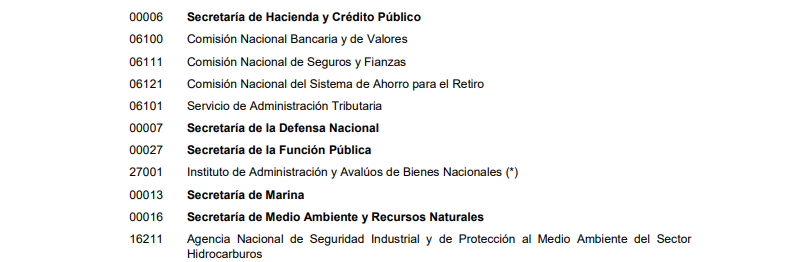 00006 Secretaría de Hacienda y Crédito Público
06100 Comisión Nacional Bancaria y de Valores
06111 Comisión Nacional de Seguros y Fianzas
06121 Comisión Nacional del Sistema de Ahorro para el Retiro
06101 Servicio de Administración Tributaria
00007 Secretaría de la Defensa Nacional
00027 Secretaría de la Función Pública
27001 Instituto de Administración y Avalúos de Bienes Nacionales (*)
00013 Secretaría de Marina
00016 Secretaría de Medio Ambiente y Recursos Naturales
16211 Agencia Nacional de Seguridad Industrial y de Protección al Medio Ambiente del Sector
Hidrocarburos